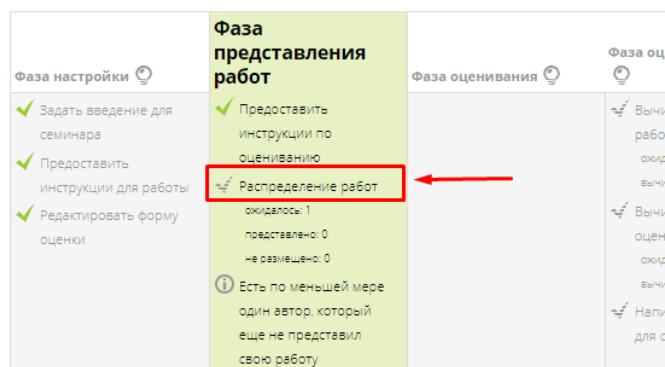 Фаза настройки
Задать введение для
семинара
Предоставить
инструкции для работы
Редактировать форму
оценки
Фаза
представления
работ
Предоставить
инструкции по
оцениванию
Распределение работ
ожидалось: 1
представлено: 0
не размещено: 0
Есть по меньшей мере
один автор, который
еще не представил
свою работу
Фаза оценивания
Фаза